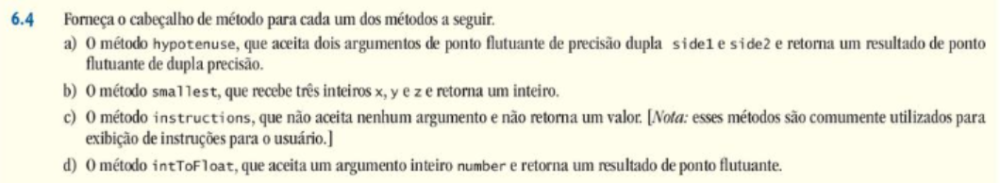 6.4 Forneça o cabeçalho de método para cada um dos métodos a seguir.
a) O método hypotenuse, que aceita dois argumentos de ponto flutuante de precisão dupla side1 e side2 e retorna um resultado de ponto
flutuante de dupla precisão.
b) O método smallest, que recebe três inteiros x, y e z e retorna um inteiro.
c) O método instructions, que não aceita nenhum argumento e não retorna um valor. [Nota: esses métodos são comumente utilizados para
exibição de instruções para o usuário.]
d) O método intToFloat, que aceita um argumento inteiro number e retorna um resultado de ponto flutuante.